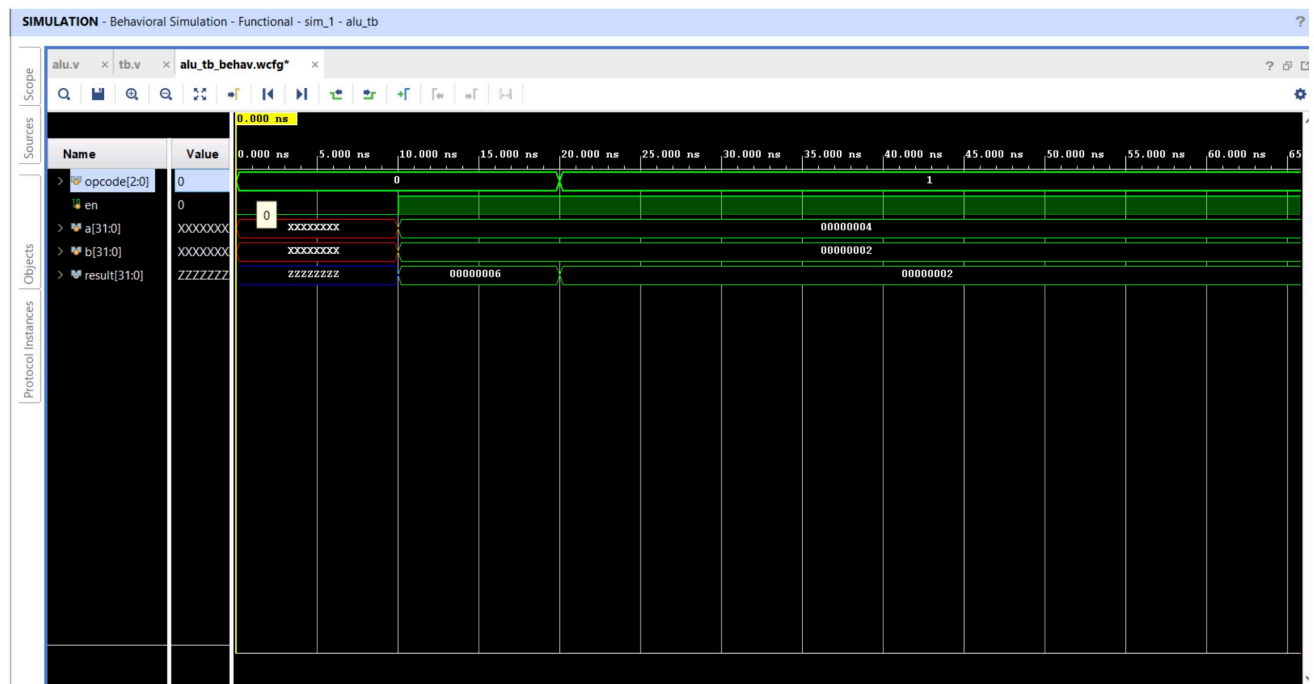 SIMULATION - Behavioral Simulation - Functional - sim_1 - alu_tb ?
alu.v × tb.v × alu_tb_behav.wcfg* × ?
Scope
Sources
Objects
Protocol Instances
0.000 ns
Name Value 0.000 ns 5.000 ns 10.000 ns 15.000 ns 20.000 ns 25.000 ns 30.000 ns 35.000 ns 40.000 ns 45.000 ns 50.000 ns 55.000 ns 60.000 ns 65
> opcode[2:0] 0 0 1
en 0 0
> a[31:0] XXXXXXX XXXXXXXX 00000004
> b[31:0] XXXXXXX XXXXXXXX 00000002
> result[31:0] ZZZZZZZ ZZZZZZZZ 00000006 00000002